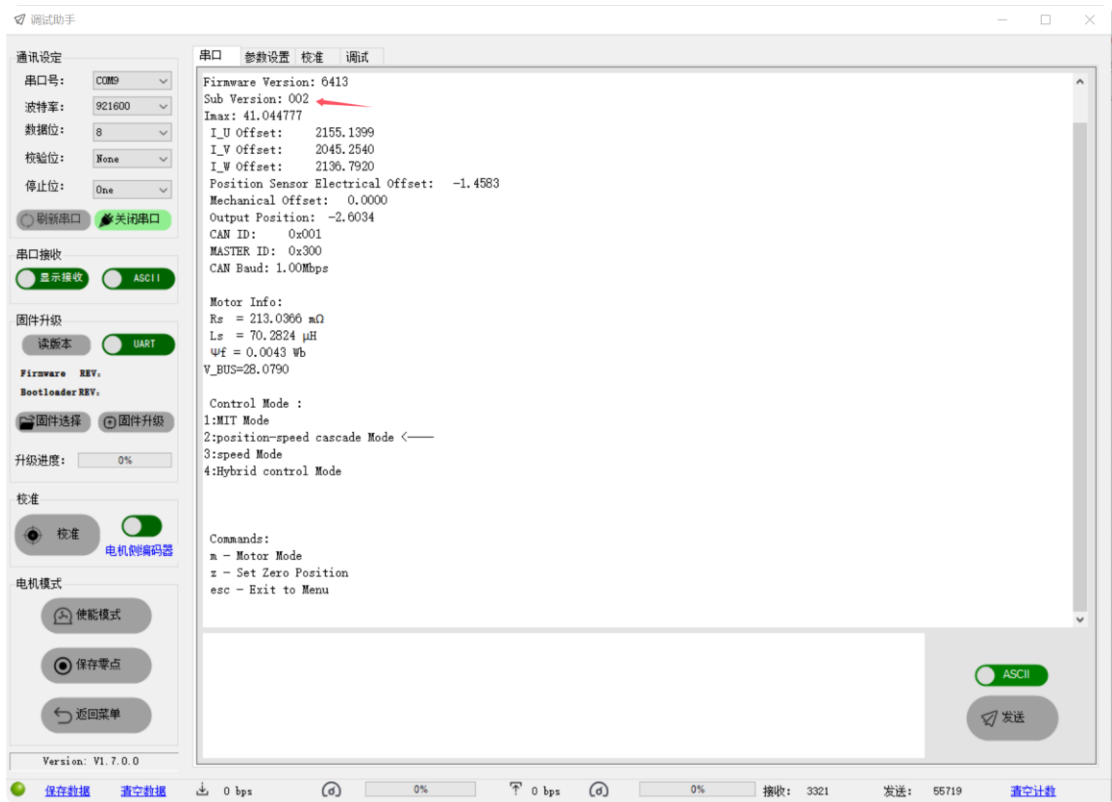 调试助手
通讯设定
串口号: COM9
波特率: 921600
数据位: 8
校验位: None
停止位: One
刷新串口 关闭串口
串口接收
显示接收 ASCII
固件升级
读版本 UART
Firmware REV:
Bootloader REV:
固件选择 固件升级
升级进度: 0%
校准
校准
电机侧编码器
电机模式
使能模式
保存零点
返回菜单
Version: V1.7.0.0
串口 参数设置 校准 调试
Firmware Version: 6413
Sub Version: 002
Imax: 41.044777
I_U Offset: 2155.1399
I_V Offset: 2045.2540
I_W Offset: 2136.7920
Position Sensor Electrical Offset: -1.4583
Mechanical Offset: 0.0000
Output Position: -2.6034
CAN ID: 0x001
MASTER ID: 0x300
CAN Baud: 1.00Mbps
Motor Info:
Rs = 213.0366 mΩ
Ls = 70.2824 μH
Ψf = 0.0043 Wb
V_BUS=28.0790
Control Mode :
1:MIT Mode
2:position-speed cascade Mode <——
3:speed Mode
4:Hybrid control Mode
Commands:
m - Motor Mode
z - Set Zero Position
esc - Exit to Menu
ASCII
发送
保存数据 清空数据 0 bps 0% 0 bps 0% 接收: 3321 发送: 55719 清空计数